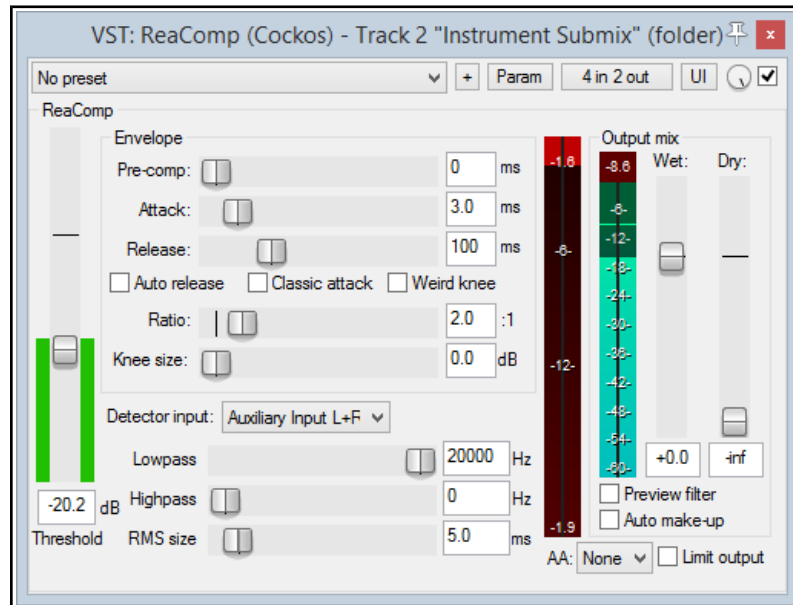 VST: ReaComp (Cockos) - Track 2 "Instrument Submix" (folder) x
No preset + Param 4 in 2 out UI
ReaComp
Envelope
Pre-comp: 0 ms
Attack: 3.0 ms
Release: 100 ms
Auto release Classic attack Weird knee
Ratio: 2.0 :1
Knee size: 0.0 dB
Detector input: Auxiliary Input L+R
Lowpass 20000 Hz
Highpass 0 Hz
RMS size 5.0 ms
-20.2 dB
Threshold
-1.6
-6-
-12-
-1.9
Output mix
Wet: Dry:
-8.6
-6-
-12-
-18-
-24-
-30-
-36-
-42-
-48-
-54-
-60-
+0.0 -inf
Preview filter
Auto make-up
AA: None Limit output